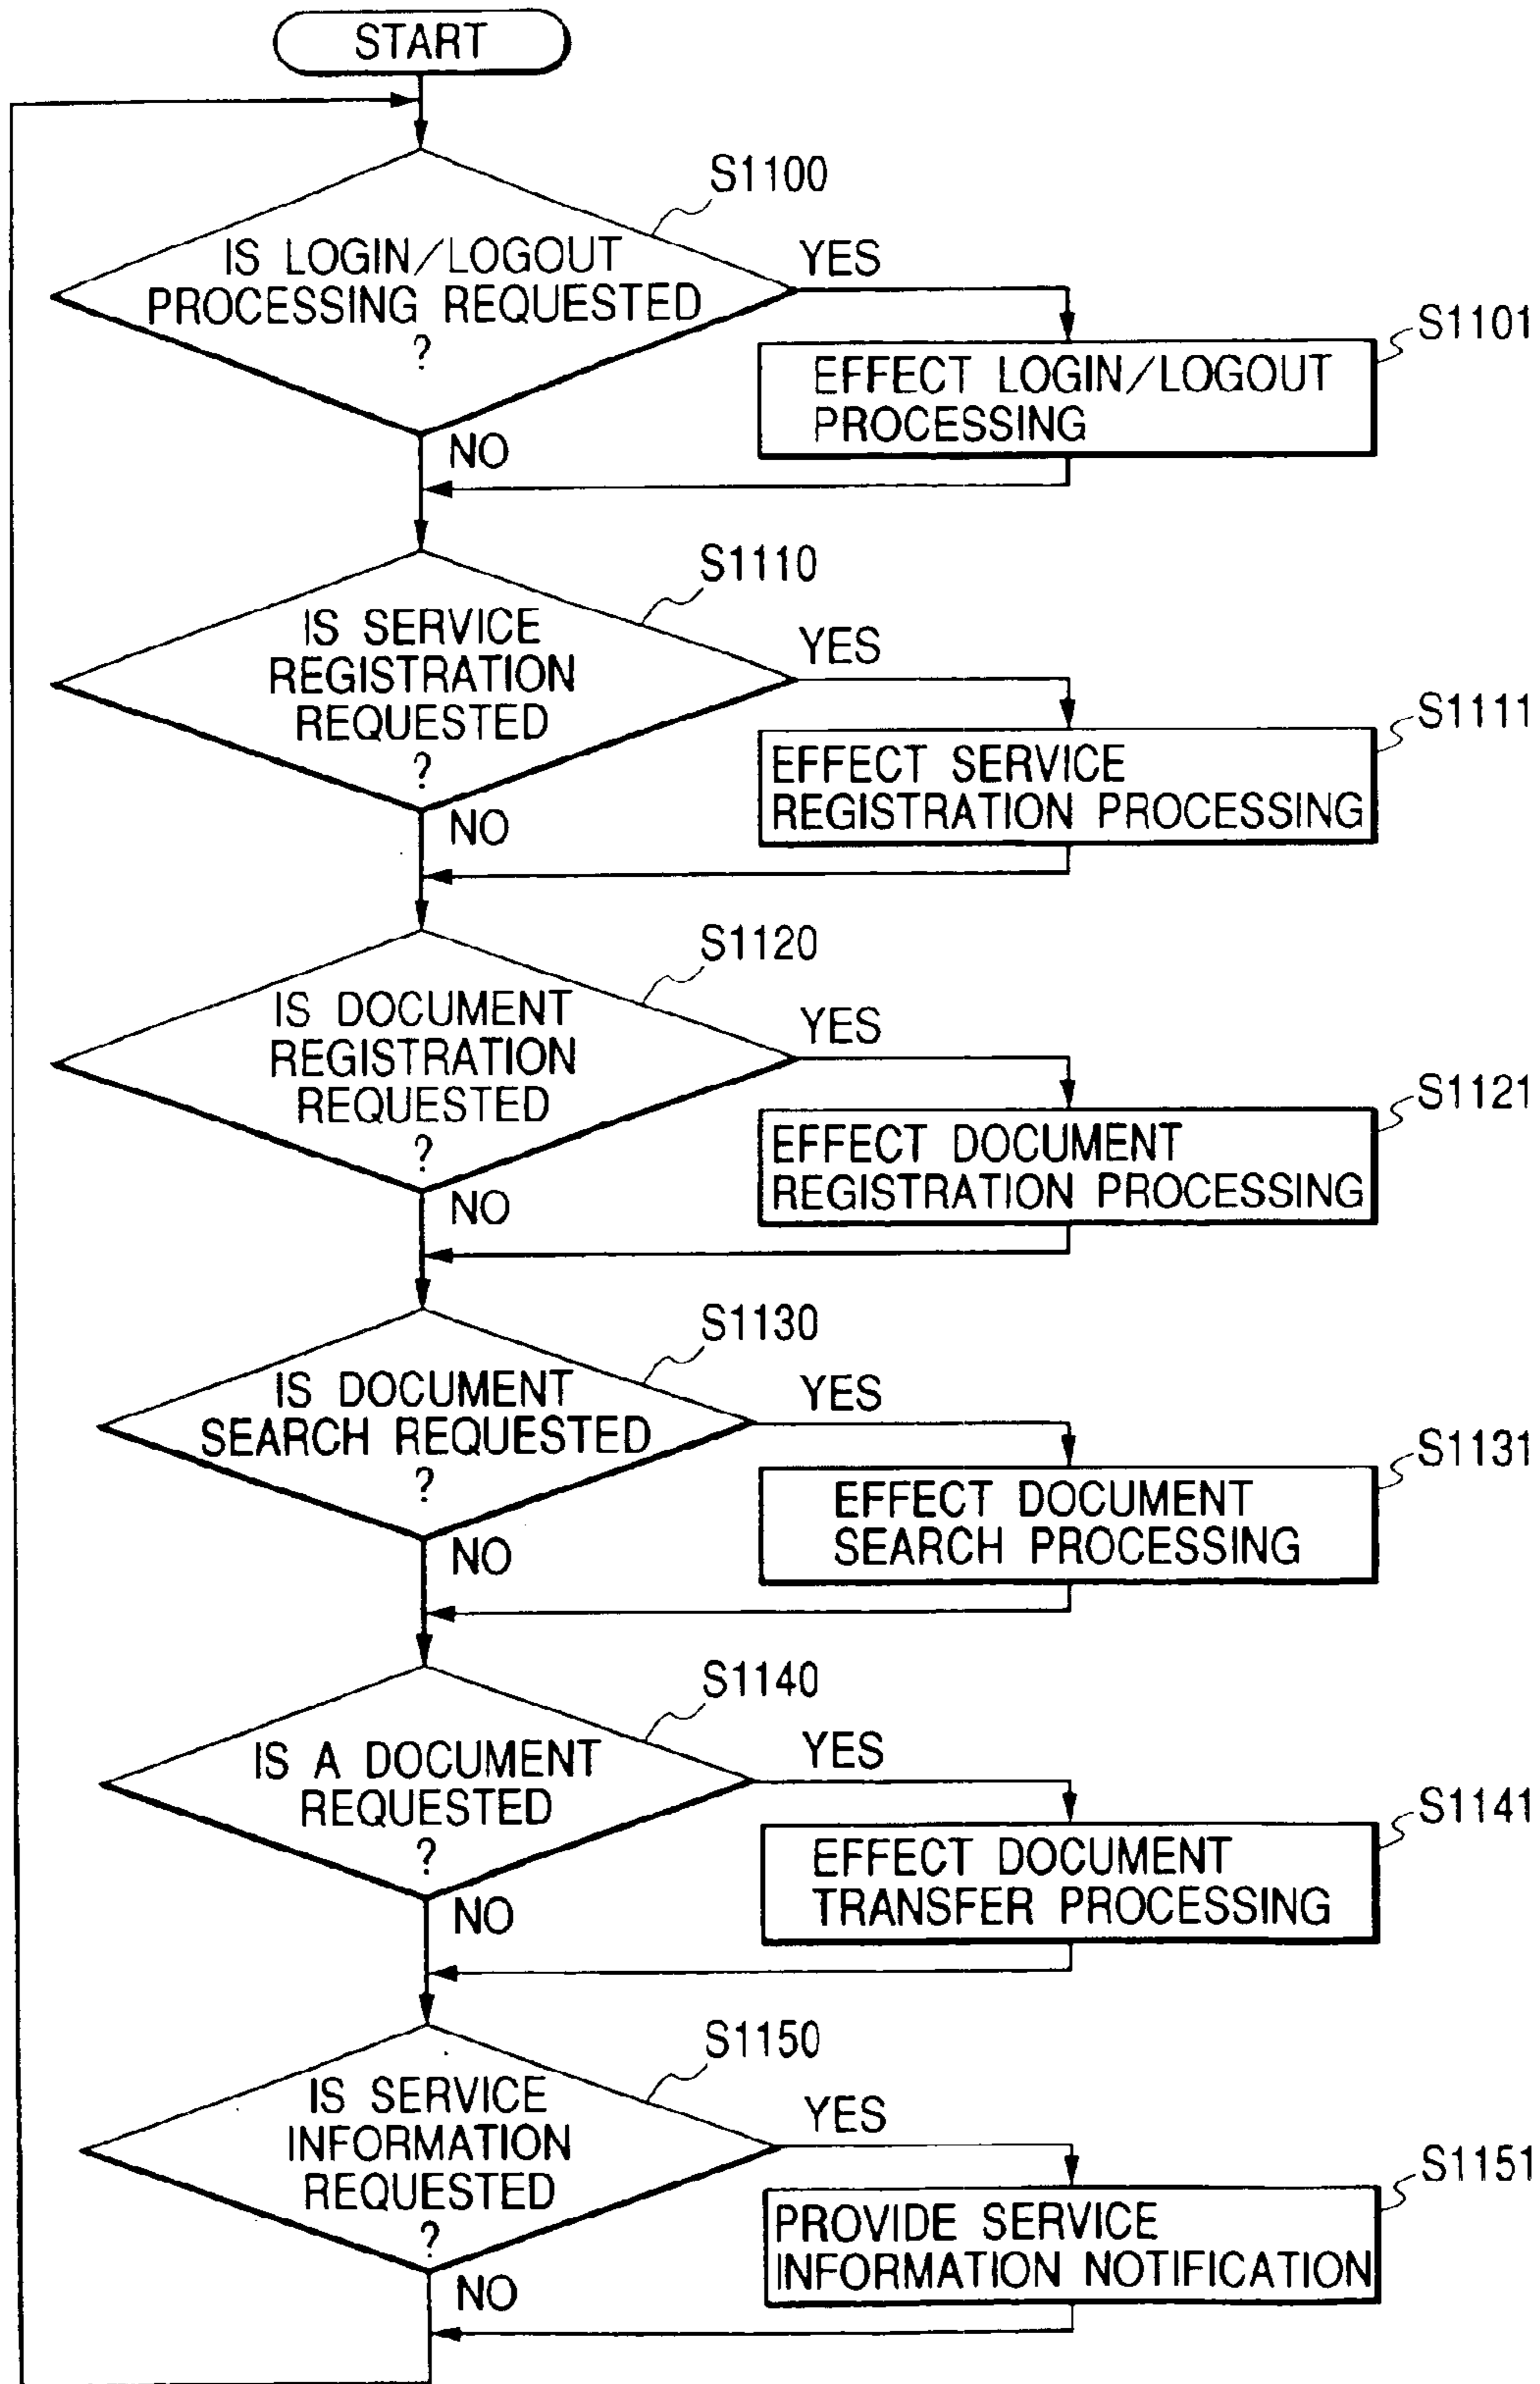 START
S1100
IS LOGIN/LOGOUT
PROCESSING REQUESTED
?
YES
S1101
EFFECT LOGIN/LOGOUT
PROCESSING
NO
S1110
IS SERVICE
REGISTRATION
REQUESTED
?
YES
S1111
EFFECT SERVICE
REGISTRATION PROCESSING
NO
S1120
IS DOCUMENT
REGISTRATION
REQUESTED
?
YES
S1121
EFFECT DOCUMENT
REGISTRATION PROCESSING
NO
S1130
IS DOCUMENT
SEARCH REQUESTED
?
YES
S1131
EFFECT DOCUMENT
SEARCH PROCESSING
NO
S1140
IS A DOCUMENT
REQUESTED
?
YES
S1141
EFFECT DOCUMENT
TRANSFER PROCESSING
NO
S1150
IS SERVICE
INFORMATION
REQUESTED
?
YES
S1151
PROVIDE SERVICE
INFORMATION NOTIFICATION
NO